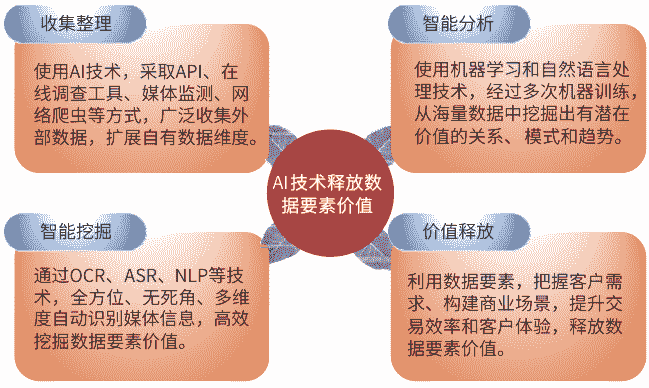 收集整理
使用AI技术，采取API、在
线调查工具、媒体监测、网
络爬虫等方式，广泛收集外
部数据，扩展自有数据维度。
智能分析
使用机器学习和自然语言处
理技术，经过多次机器训练，
从海量数据中挖掘出有潜在
价值的关系、模式和趋势。
AI技术释放数
据要素价值
智能挖掘
通过OCR、ASR、NLP等技
术，全方位、无死角、多维
度自动识别媒体信息，高效
挖掘数据要素价值。
价值释放
利用数据要素，把握客户需
求、构建商业场景，提升交
易效率和客户体验，释放数
据要素价值。